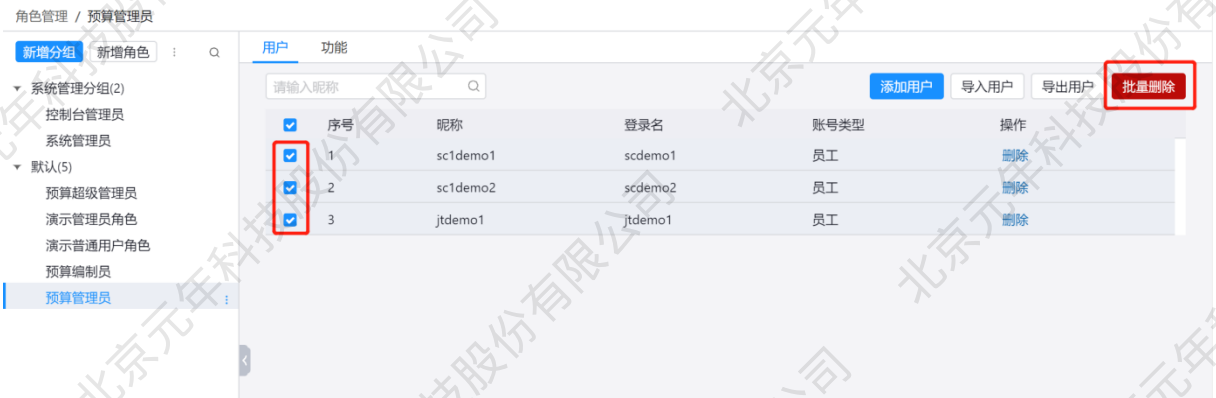 角色管理 / 预算管理员
新增分组 新增角色
系统管理分组(2)
控制台管理员
系统管理员
默认(5)
预算超级管理员
演示管理员角色
演示普通用户角色
预算编制员
预算管理员
用户 功能
请输入昵称 添加用户 导入用户 导出用户 批量删除
序号 昵称 登录名 账号类型 操作
1 sc1demo1 scdemo1 员工 删除
2 sc1demo2 scdemo2 员工 删除
3 jtdemo1 jtdemo1 员工 删除
北京元年科技股份有限公司